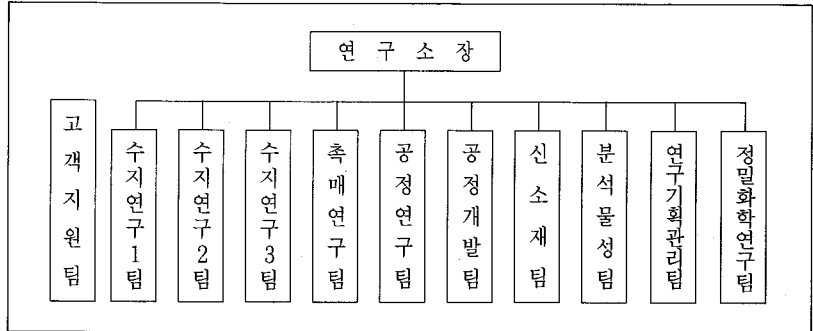 연구소장
고객지원팀
수지연구1팀
수지연구2팀
수지연구3팀
촉매연구팀
공정연구팀
공정개발팀
신소재팀
분석물성팀
연구기획관리팀
정밀화학연구팀